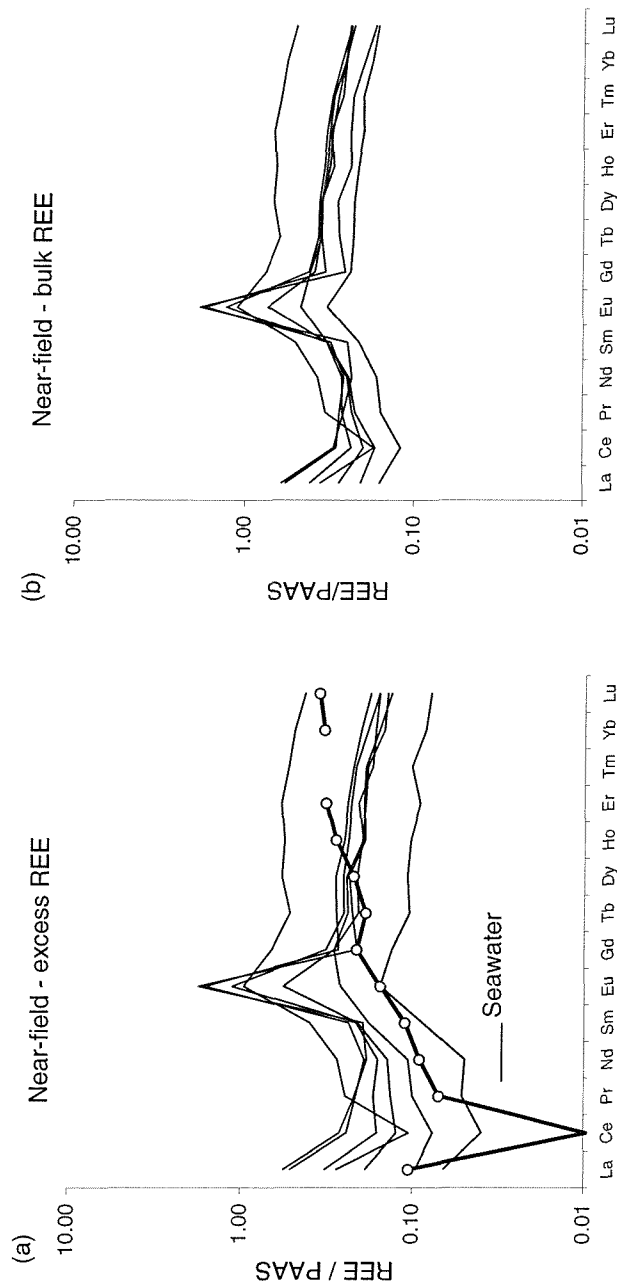 (a)
Near-field - excess REE
10.00
1.00
0.10
0.01
REE / PAAS
Seawater
La Ce Pr Nd Sm Eu Gd Tb Dy Ho Er Tm Yb Lu
(b)
Near-field - bulk REE
10.00
1.00
0.10
0.01
REE/PAAS
La Ce Pr Nd Sm Eu Gd Tb Dy Ho Er Tm Yb Lu